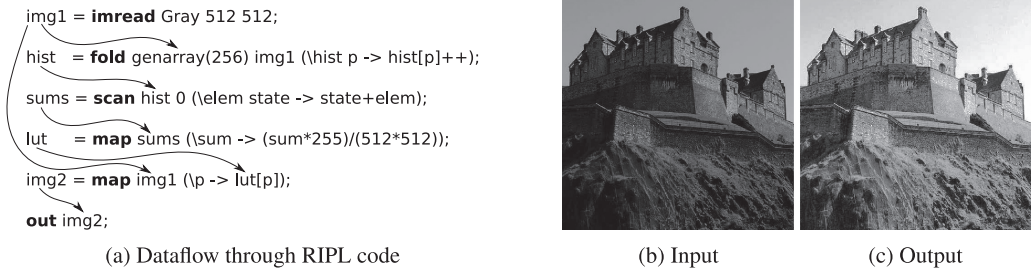 img1 = imread Gray 512 512;
hist = fold genarray(256) img1 (\hist p -> hist[p]++);
sums = scan hist 0 (\elem state -> state+elem);
lut = map sums (\sum -> (sum*255)/(512*512));
img2 = map img1 (\p -> lut[p]);
out img2;
(a) Dataflow through RIPL code
(b) Input
(c) Output